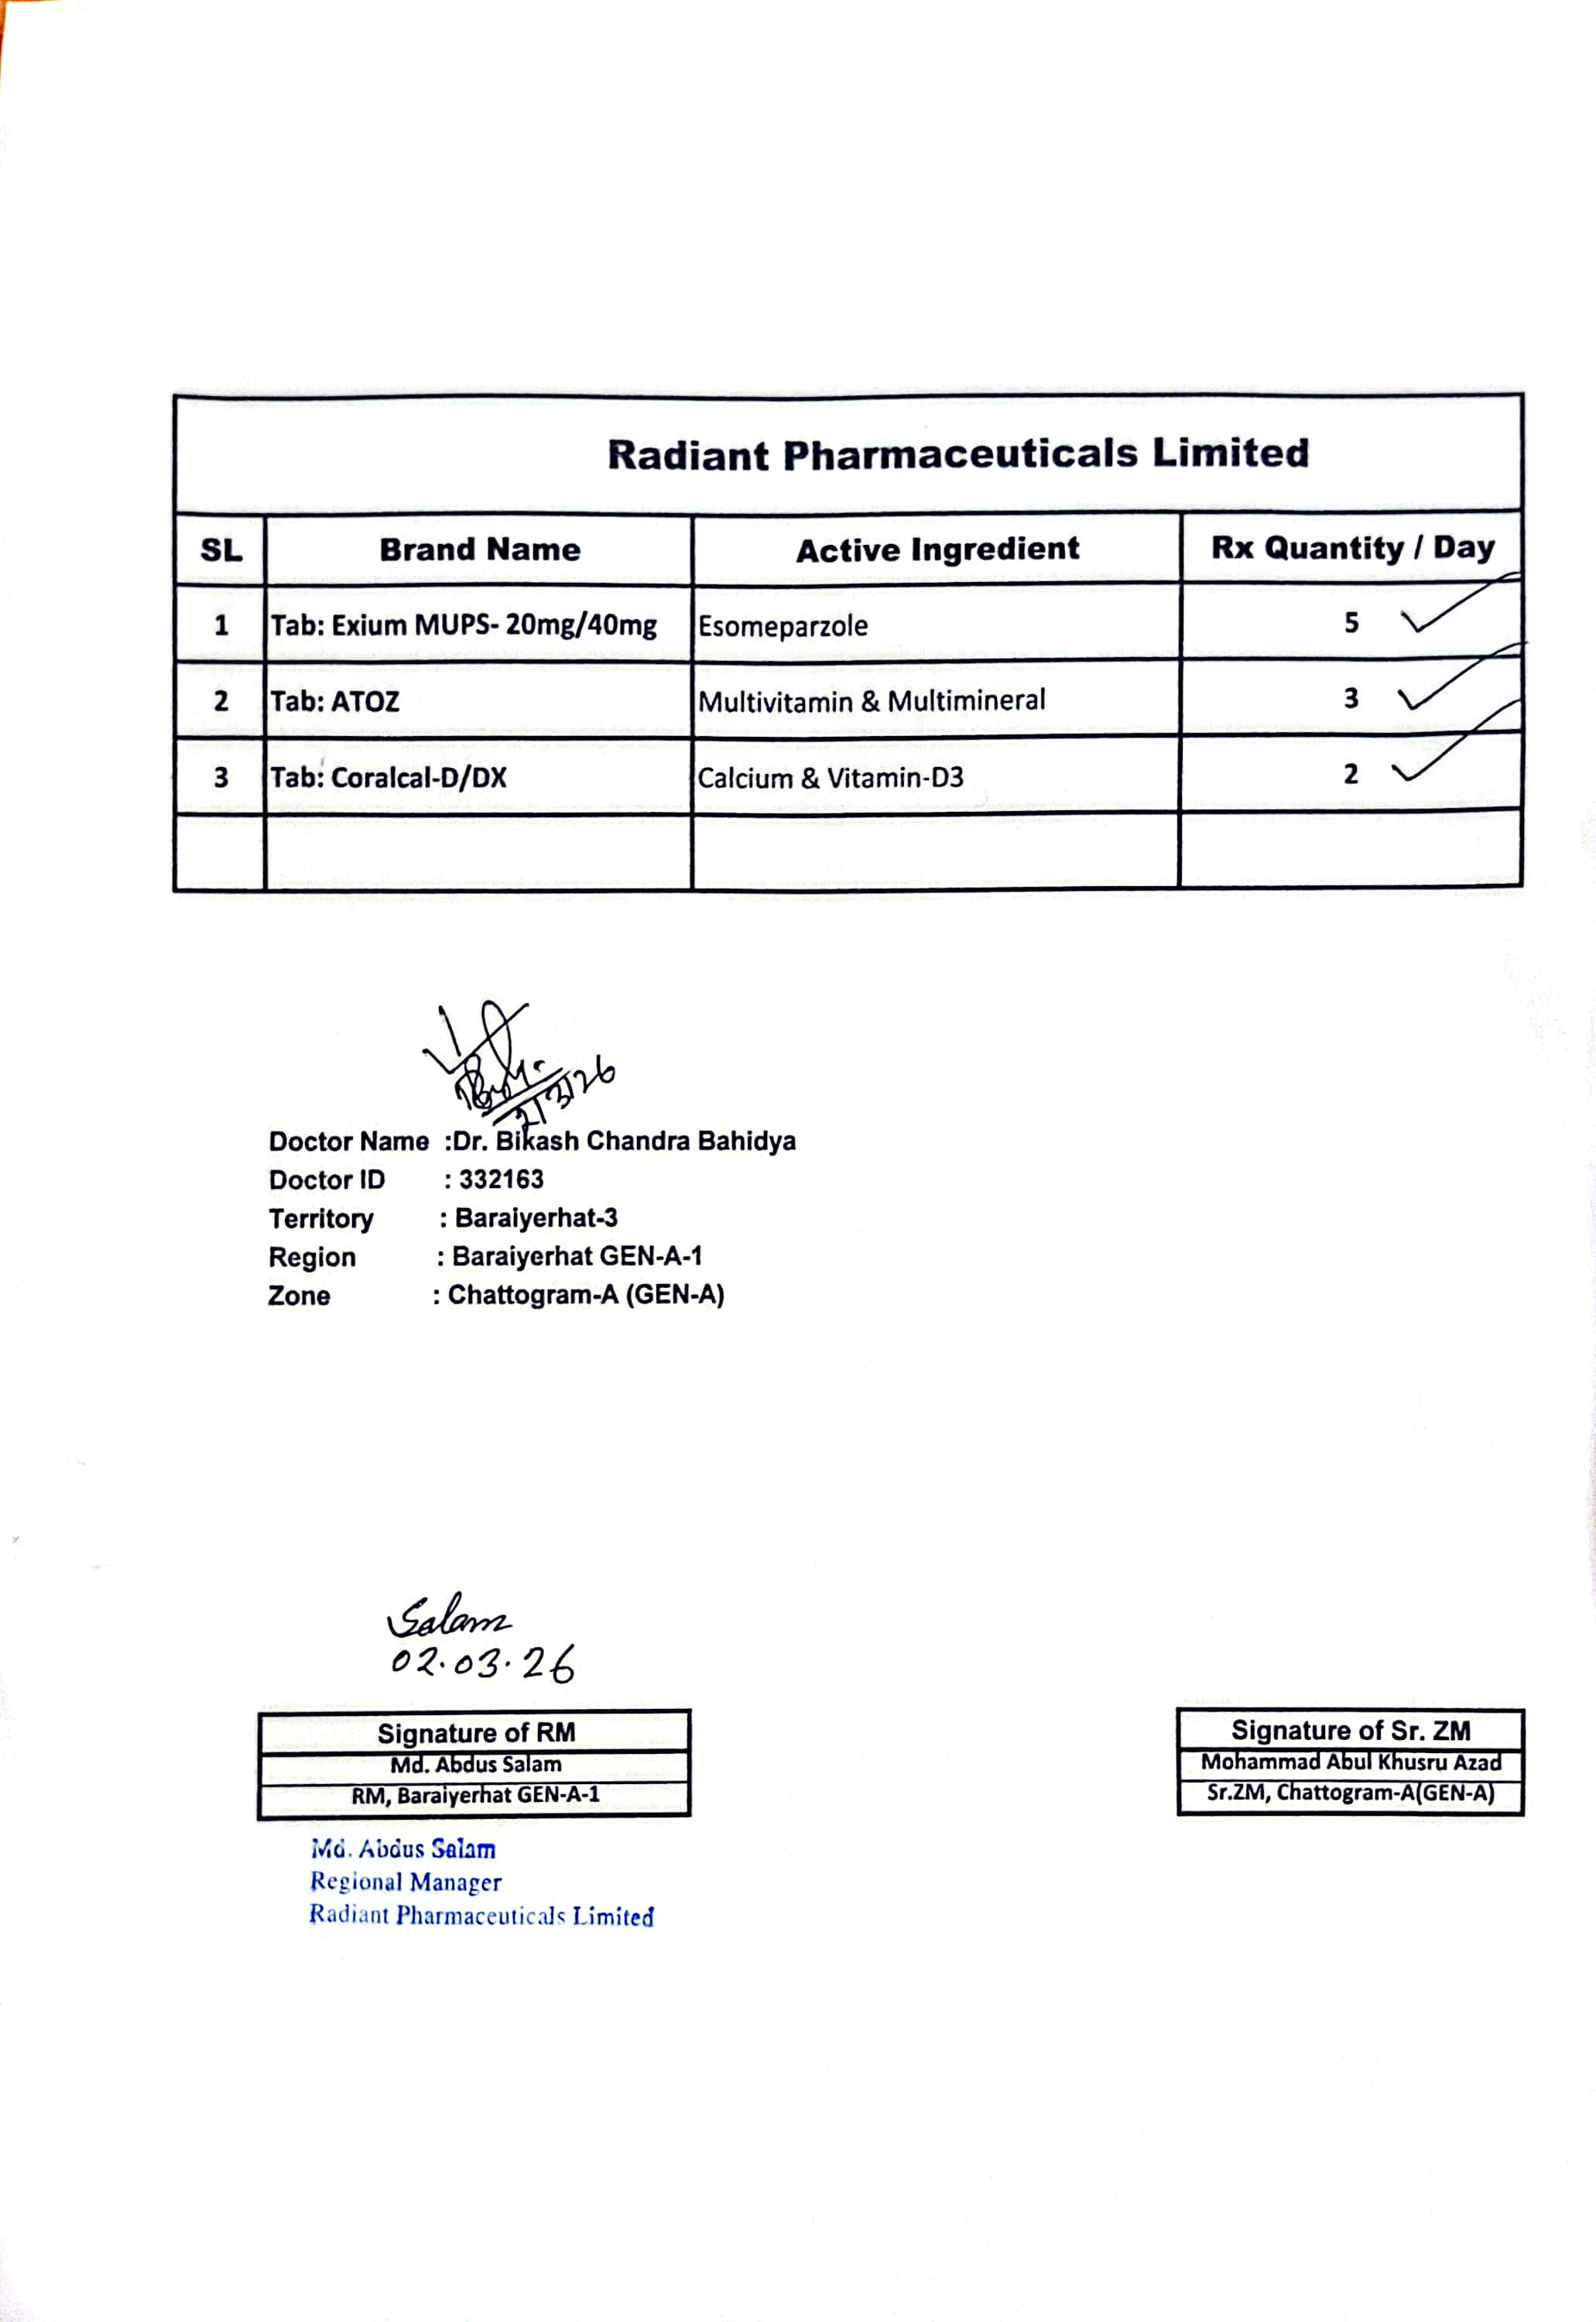 Radiant Pharmaceuticals Limited
SL Brand Name Active Ingredient Rx Quantity / Day
1 Tab: Exium MUPS- 20mg/40mg Esomeparzole 5
2 Tab: ATOZ Multivitamin & Multimineral 3
3 Tab: Coralcal-D/DX Calcium & Vitamin-D3 2
2/3/26
Doctor Name :Dr. Bikash Chandra Bahidya
Doctor ID : 332163
Territory : Baraiyerhat-3
Region : Baraiyerhat GEN-A-1
Zone : Chattogram-A (GEN-A)
Salam
02.03.26
Signature of RM
Md. Abdus Salam
RM, Baraiyerhat GEN-A-1
Signature of Sr. ZM
Mohammad Abul Khusru Azad
Sr.ZM, Chattogram-A(GEN-A)
Md. Abdus Salam
Regional Manager
Radiant Pharmaceuticals Limited